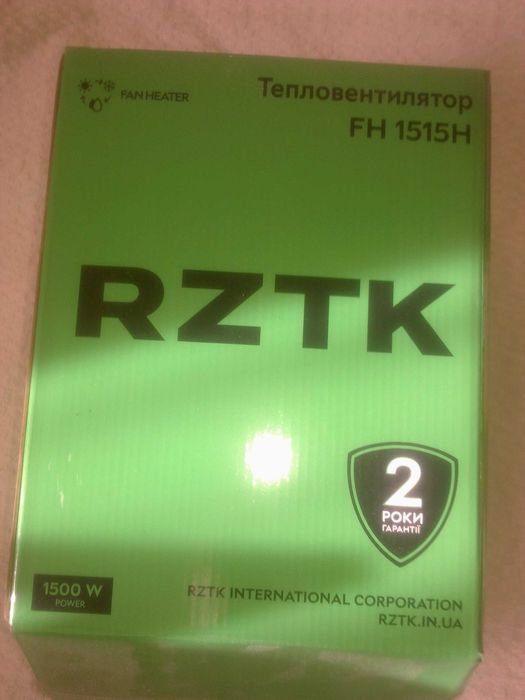 FAN HEATER
Тепловентилятор
FH 1515H
RZTK
2
РОКИ
ГАРАНТІЇ
1500 W
POWER
RZTK INTERNATIONAL CORPORATION
RZTK.IN.UA